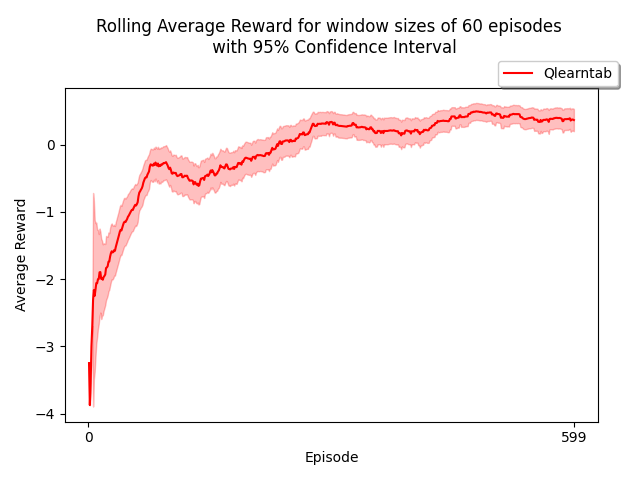 Rolling Average Reward for window sizes of 60 episodes
with 95% Confidence Interval
Qlearntab
Average Reward
0
−1
−2
−3
−4
0
599
Episode